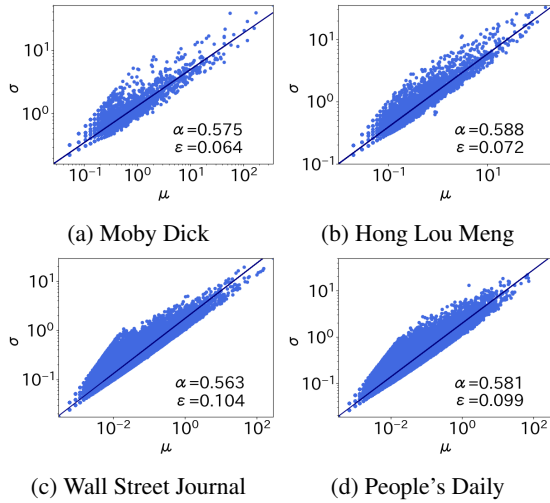 10^1
10^0
σ
α=0.575
ε=0.064
10^−1 10^0 10^1 10^2
μ
(a) Moby Dick
10^1
10^0
10^−1
σ
α=0.588
ε=0.072
10^−1 10^1
μ
(b) Hong Lou Meng
10^1
10^0
10^−1
σ
α=0.563
ε=0.104
10^−2 10^0 10^2
μ
(c) Wall Street Journal
10^1
10^0
10^−1
σ
α=0.581
ε=0.099
10^−2 10^0 10^2
μ
(d) People's Daily